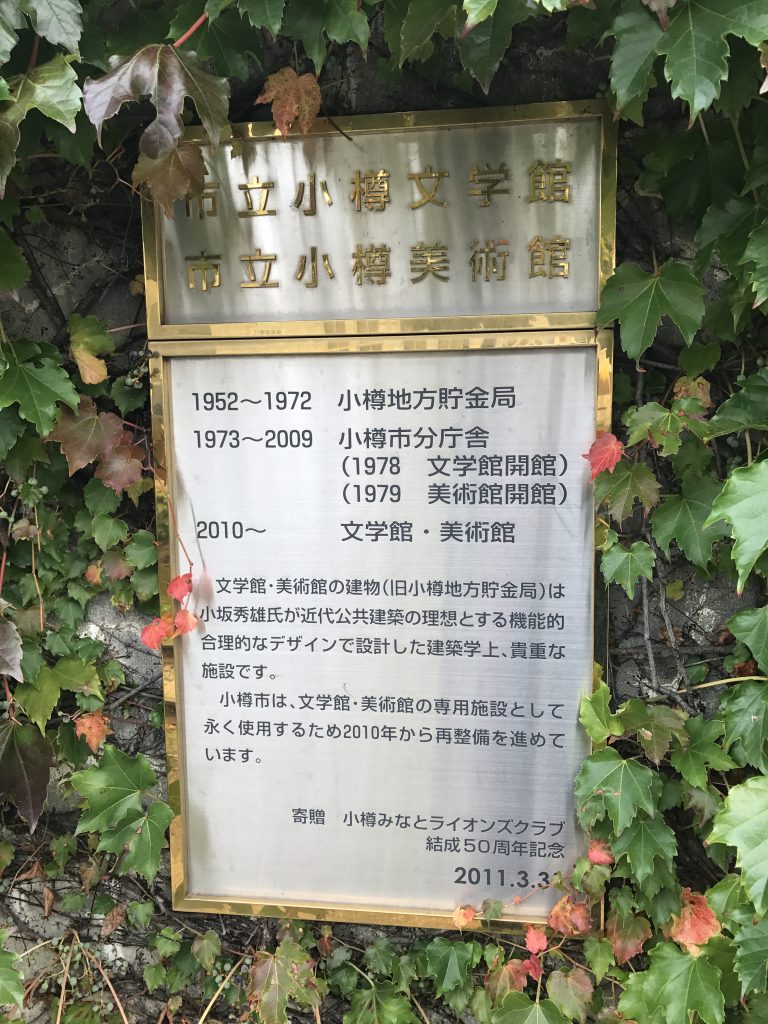 市立小樽文学館
市立小樽美術館
1952～1972 小樽地方貯金局
1973～2009 小樽市分庁舎
(1978 文学館開館)
(1979 美術館開館)
2010～ 文学館・美術館
文学館・美術館の建物(旧小樽地方貯金局)は
小坂秀雄氏が近代公共建築の理想とする機能的
合理的なデザインで設計した建築学上、貴重な
施設です。
小樽市は、文学館・美術館の専用施設として
永く使用するため2010年から再整備を進めて
います。
寄贈 小樽みなとライオンズクラブ
結成50周年記念
2011.3.31